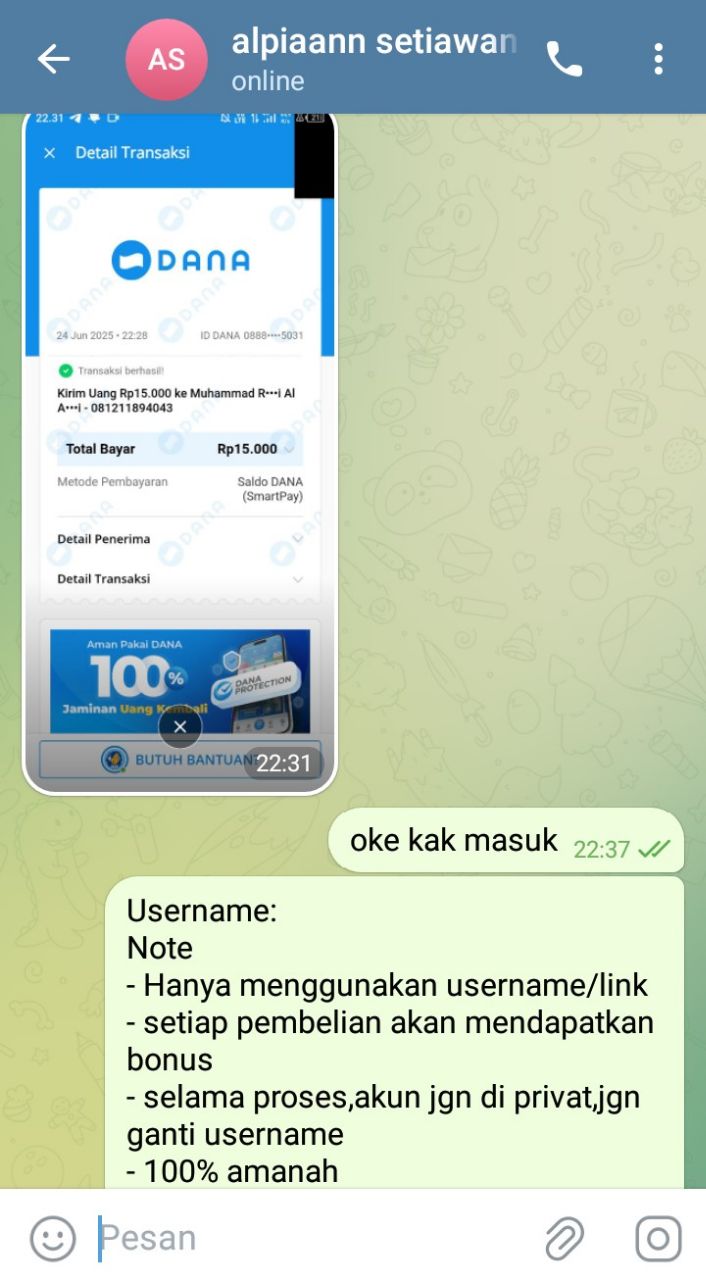 AS
alpiaann setiawan
online
22.31
Detail Transaksi
DANA
24 Jun 2025 • 22:28
ID DANA 0888····5031
Transaksi berhasil!
Kirim Uang Rp15.000 ke Muhammad R···i Al
A···i - 081211894043
Total Bayar
Rp15.000
Metode Pembayaran
Saldo DANA
(SmartPay)
Detail Penerima
Detail Transaksi
Aman Pakai DANA
100%
DANA
PROTECTION
Jaminan Uang Kembali
BUTUH BANTUAN
22:31
oke kak masuk
22:37
Username:
Note
- Hanya menggunakan username/link
- setiap pembelian akan mendapatkan
bonus
- selama proses,akun jgn di privat,jgn
ganti username
- 100% amanah
Pesan